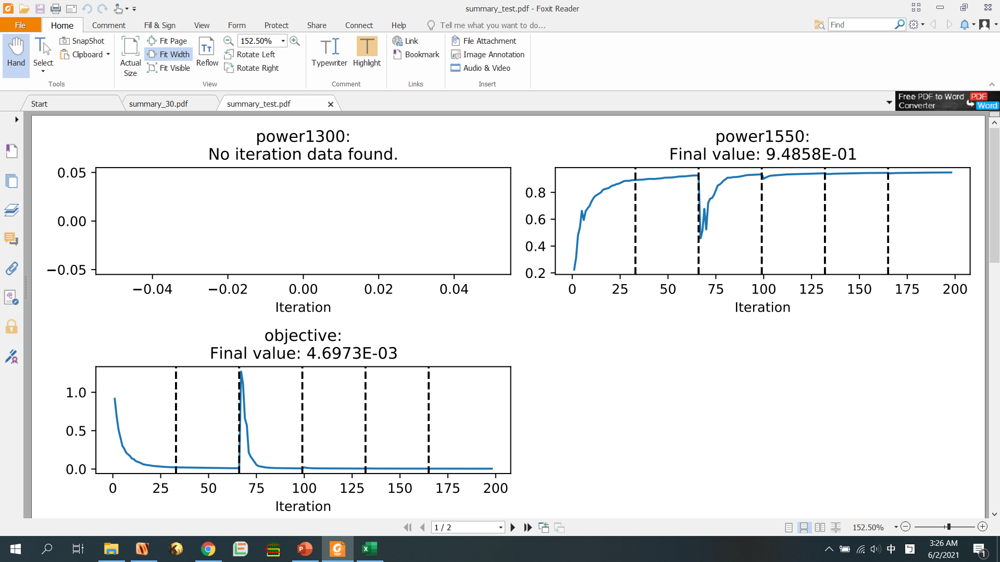 summary_test.pdf - Foxit Reader
File Home Comment Fill & Sign View Form Protect Share Connect Help Tell me what you want to do... Find
Hand
Select
SnapShot
Clipboard
Tools
Actual
Size
Fit Page
Fit Width
Fit Visible
Reflow
152.50%
Rotate Left
Rotate Right
View
Typewriter
Highlight
Comment
Link
Bookmark
Links
File Attachment
Image Annotation
Audio & Video
Insert
Start summary_30.pdf summary_test.pdf
Free PDF to Word
Converter
PDF
Word
power1300:
No iteration data found.
0.05
0.00
−0.05
−0.04 −0.02 0.00 0.02 0.04
Iteration
power1550:
Final value: 9.4858E-01
0.8
0.6
0.4
0.2
0 25 50 75 100 125 150 175 200
Iteration
objective:
Final value: 4.6973E-03
1.0
0.5
0.0
0 25 50 75 100 125 150 175 200
Iteration
1 / 2
152.50%
PDF
中
3:26 AM
6/2/2021
1